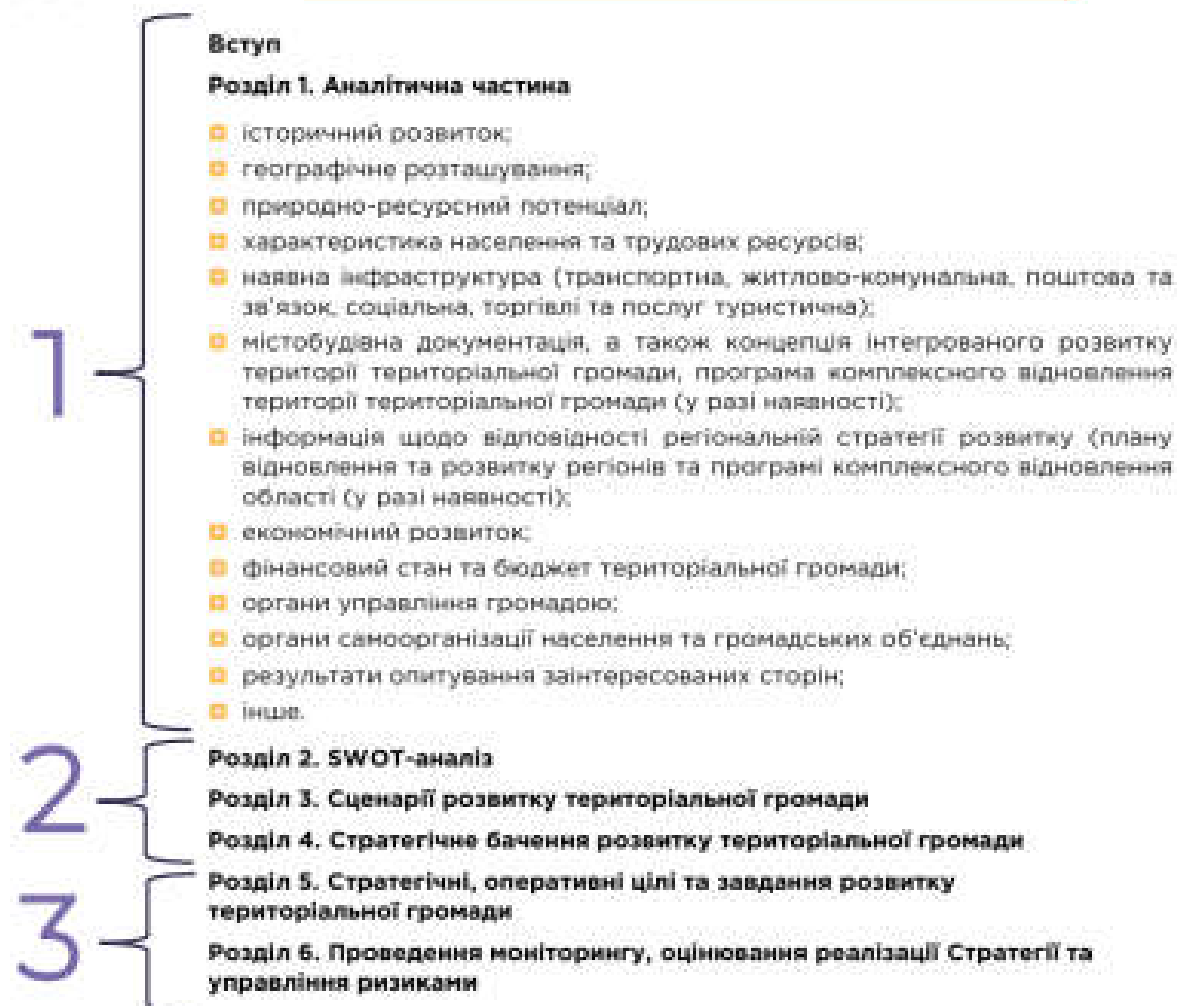 Вступ
Розділ 1. Аналітична частина
історичний розвиток;
географічне розташування;
природно-ресурсний потенціал;
характеристика населення та трудових ресурсів;
наявна інфраструктура (транспортна, житлово-комунальна, поштова та
зв'язок, соціальна, торгівлі та послуг туристична);
містобудівна документація, а також концепція інтегрованого розвитку
території територіальної громади, програма комплексного відновлення
території територіальної громади (у разі наявності);
інформація щодо відповідності регіональній стратегії розвитку (плану
відновлення та розвитку регіонів та програмі комплексного відновлення
області (у разі наявності);
економічний розвиток;
фінансовий стан та бюджет територіальної громади;
органи управління громадою;
органи самоорганізації населення та громадських об'єднань;
результати опитування заінтересованих сторін;
інше.
1
Розділ 2. SWOT-аналіз
Розділ 3. Сценарії розвитку територіальної громади
Розділ 4. Стратегічне бачення розвитку територіальної громади
2
Розділ 5. Стратегічні, оперативні цілі та завдання розвитку
територіальної громади
Розділ 6. Проведення моніторингу, оцінювання реалізації Стратегії та
управління ризиками
3